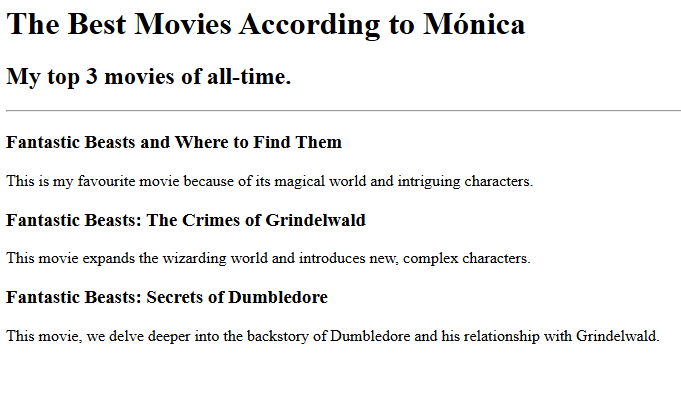 The Best Movies According to Mónica
My top 3 movies of all-time.
Fantastic Beasts and Where to Find Them
This is my favourite movie because of its magical world and intriguing characters.
Fantastic Beasts: The Crimes of Grindelwald
This movie expands the wizarding world and introduces new, complex characters.
Fantastic Beasts: Secrets of Dumbledore
This movie, we delve deeper into the backstory of Dumbledore and his relationship with Grindelwald.